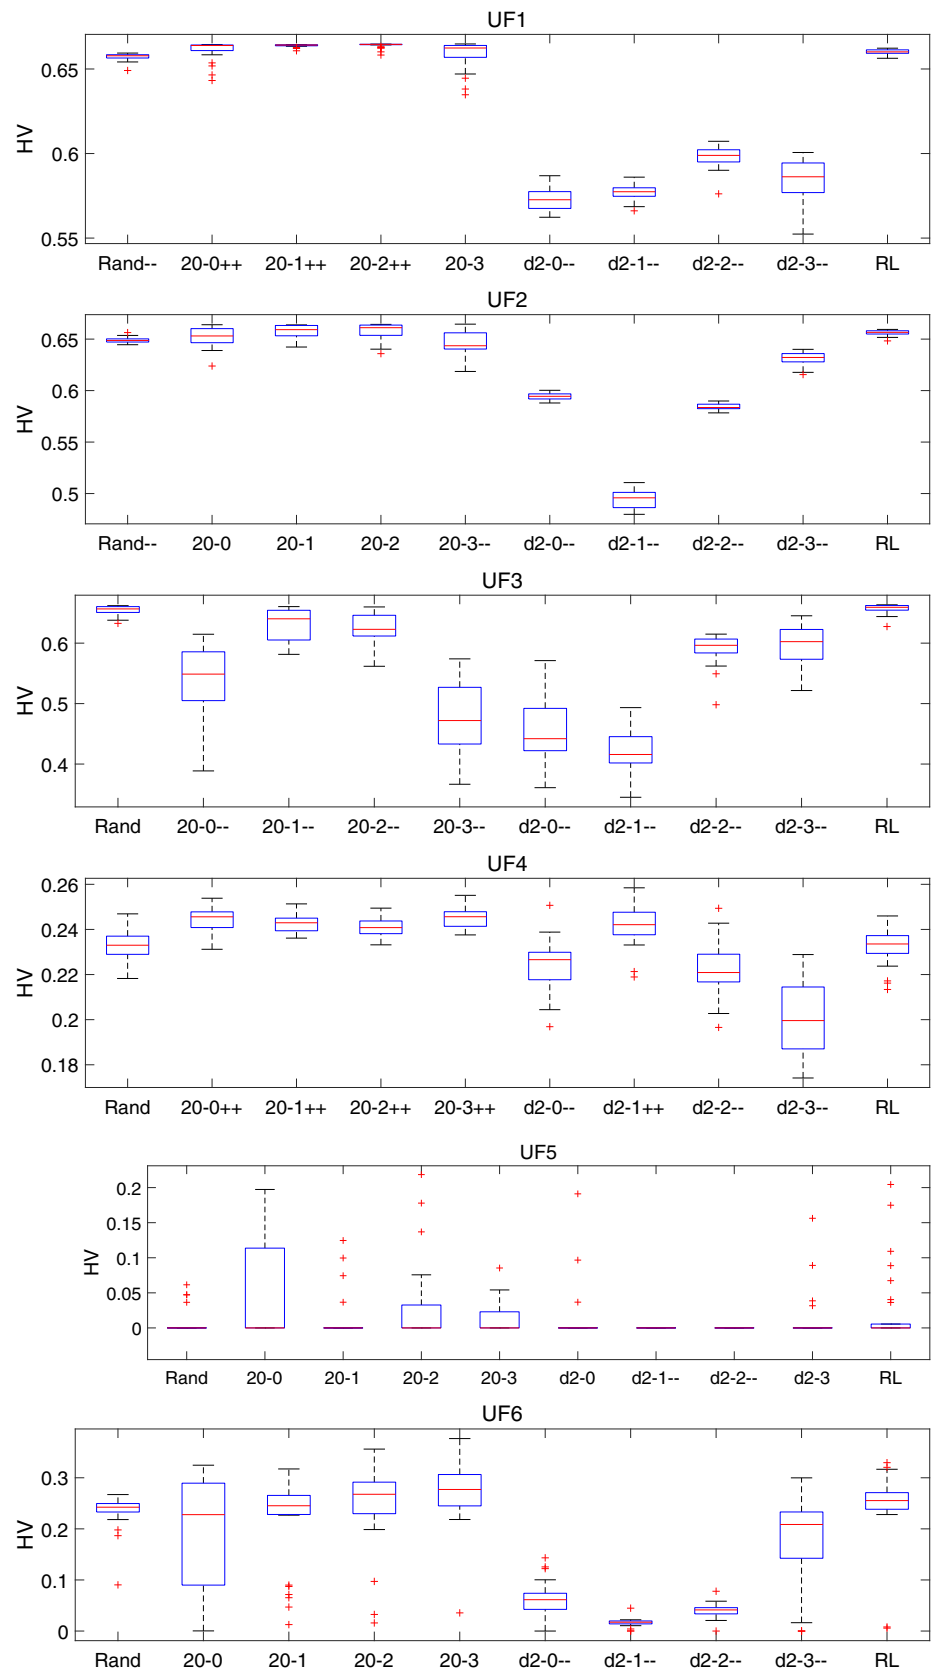 UF1
0.65
0.6
0.55
HV
Rand-- 20-0++ 20-1++ 20-2++ 20-3 d2-0-- d2-1-- d2-2-- d2-3-- RL
UF2
0.65
0.6
0.55
0.5
HV
Rand-- 20-0 20-1 20-2 20-3-- d2-0-- d2-1-- d2-2-- d2-3-- RL
UF3
0.6
0.5
0.4
HV
Rand 20-0-- 20-1-- 20-2-- 20-3-- d2-0-- d2-1-- d2-2-- d2-3-- RL
UF4
0.26
0.24
0.22
0.2
0.18
HV
Rand 20-0++ 20-1++ 20-2++ 20-3++ d2-0-- d2-1++ d2-2-- d2-3-- RL
UF5
0.2
0.15
0.1
0.05
0
HV
Rand 20-0 20-1 20-2 20-3 d2-0 d2-1-- d2-2-- d2-3 RL
UF6
0.3
0.2
0.1
0
HV
Rand 20-0 20-1 20-2 20-3 d2-0-- d2-1-- d2-2-- d2-3-- RL